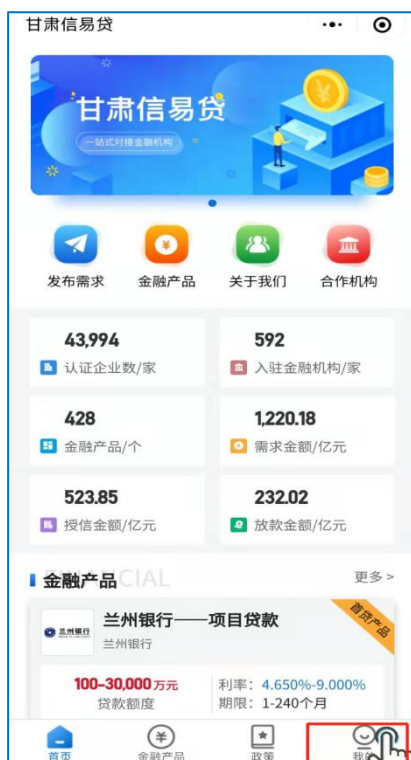 甘肃信易贷
甘肃信易贷
一站式对接金融机构
发布需求 金融产品 关于我们 合作机构
43,994 592
认证企业数/家 入驻金融机构/家
428 1,220.18
金融产品/个 需求金额/亿元
523.85 232.02
授信金额/亿元 放款金额/亿元
金融产品 更多 >
兰州银行 兰州银行——项目贷款 首贷产品
兰州银行
100-30,000万元 利率: 4.650%-9.000%
贷款额度 期限: 1-240个月
首页 金融产品 政策 我的